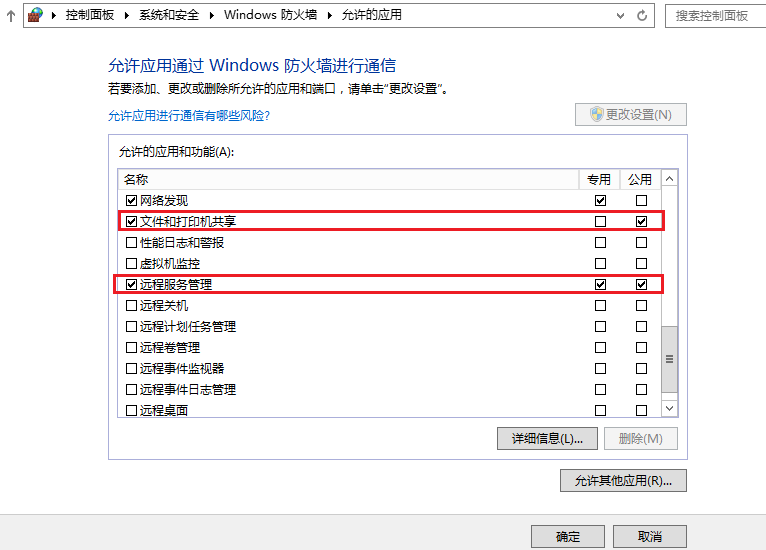 控制面板 系统和安全 Windows 防火墙 允许的应用 搜索控制面板
允许应用通过 Windows 防火墙进行通信
若要添加、更改或删除所允许的应用和端口，请单击“更改设置”。
允许应用进行通信有哪些风险?
更改设置(N)
允许的应用和功能(A):
名称 专用 公用
网络发现
文件和打印机共享
性能日志和警报
虚拟机监控
远程服务管理
远程关机
远程计划任务管理
远程卷管理
远程事件监视器
远程事件日志管理
远程桌面
详细信息(L)... 删除(M)
允许其他应用(R)...
确定 取消